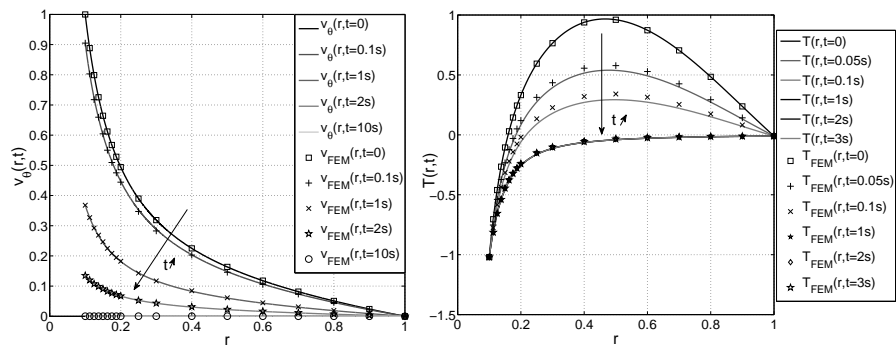 1
0.9
0.8
0.7
0.6
0.5
0.4
0.3
0.2
0.1
0
0
0.2
0.4
0.6
0.8
1
r
v_θ(r,t)
t
v_θ(r,t=0)
v_θ(r,t=0.1s)
v_θ(r,t=1s)
v_θ(r,t=2s)
v_θ(r,t=10s)
v_FEM(r,t=0)
v_FEM(r,t=0.1s)
v_FEM(r,t=1s)
v_FEM(r,t=2s)
v_FEM(r,t=10s)
1
0.5
0
−0.5
−1
−1.5
0
0.2
0.4
0.6
0.8
1
r
T(r,t)
t
T(r,t=0)
T(r,t=0.05s)
T(r,t=0.1s)
T(r,t=1s)
T(r,t=2s)
T(r,t=3s)
T_FEM(r,t=0)
T_FEM(r,t=0.05s)
T_FEM(r,t=0.1s)
T_FEM(r,t=1s)
T_FEM(r,t=2s)
T_FEM(r,t=3s)